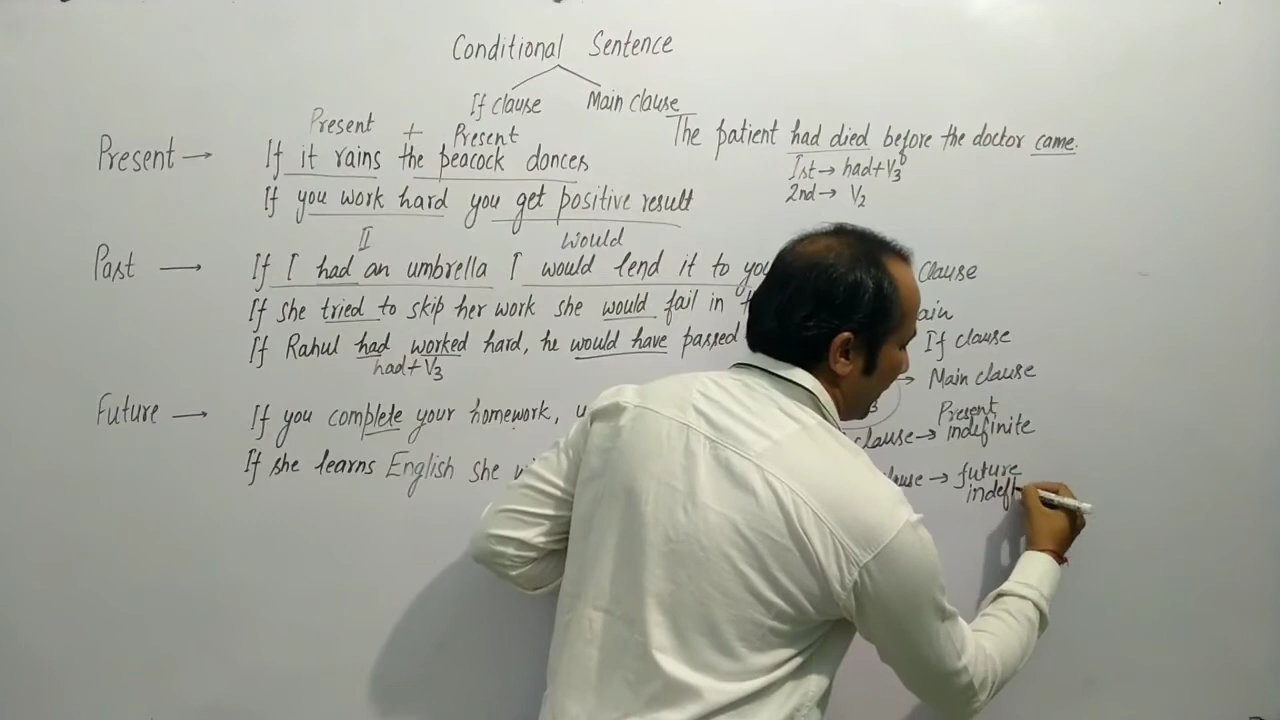 Conditional Sentence
If clause Main clause
Present + Present
The patient had died before the doctor came.
Present → If it rains the peacock dances
Ist → had+V3
If you work hard you get positive result
2nd → V2
II would
Past → If I had an umbrella I would lend it to you
Clause
If she tried to skip her work she would fail in
If Rahul had worked hard, he would have passed
If clause
had+V3
→ Main clause
Future → If you complete your homework,
3
clause → Present indefinite
If she learns English she
→ future
indef